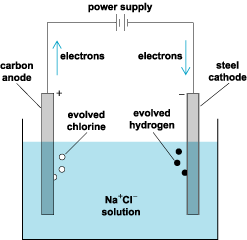 power supply
electrons
electrons
carbon
anode
steel
cathode
+
−
evolved
chlorine
evolved
hydrogen
Na⁺Cl⁻
solution